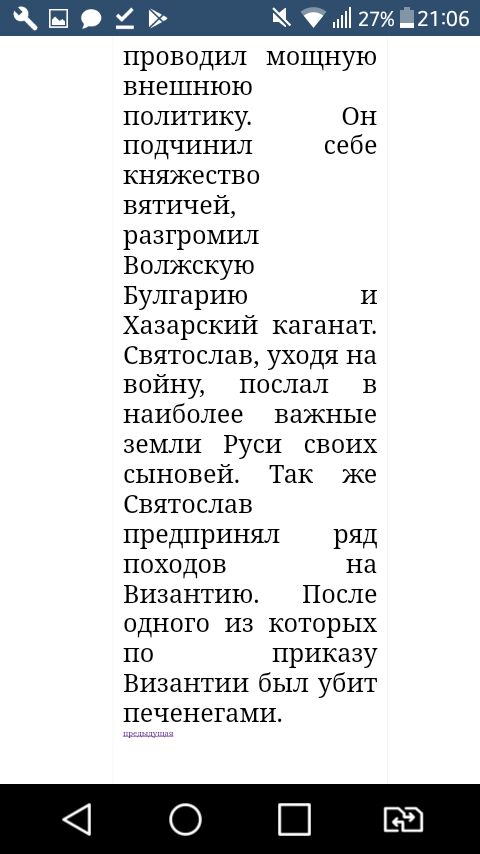 27% 21:06
проводил мощную
внешнюю
политику. Он
подчинил себе
княжество
вятичей,
разгромил
Волжскую
Булгарию и
Хазарский каганат.
Святослав, уходя на
войну, послал в
наиболее важные
земли Руси своих
сыновей. Так же
Святослав
предпринял ряд
походов на
Византию. После
одного из которых
по приказу
Византии был убит
печенегами.
предыдущая